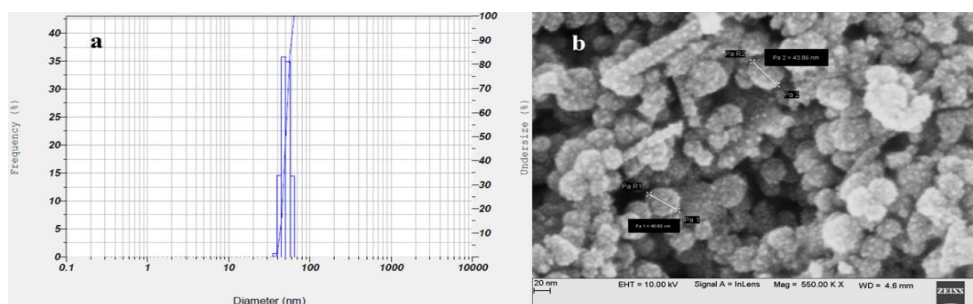 a
Frequency (%)
40
35
30
25
20
15
10
5
0
100
90
80
70
60
50
40
30
20
10
0
Undersize (%)
0.1 1 10 100 1000 10000
Diameter (nm)
b
Pa R2
Pa 2 = 43.86 nm
Pa 2
Pa R1
Pa 1
20 nm
EHT = 10.00 kV Signal A = InLens Mag = 550.00 K X WD = 4.6 mm
ZEISS